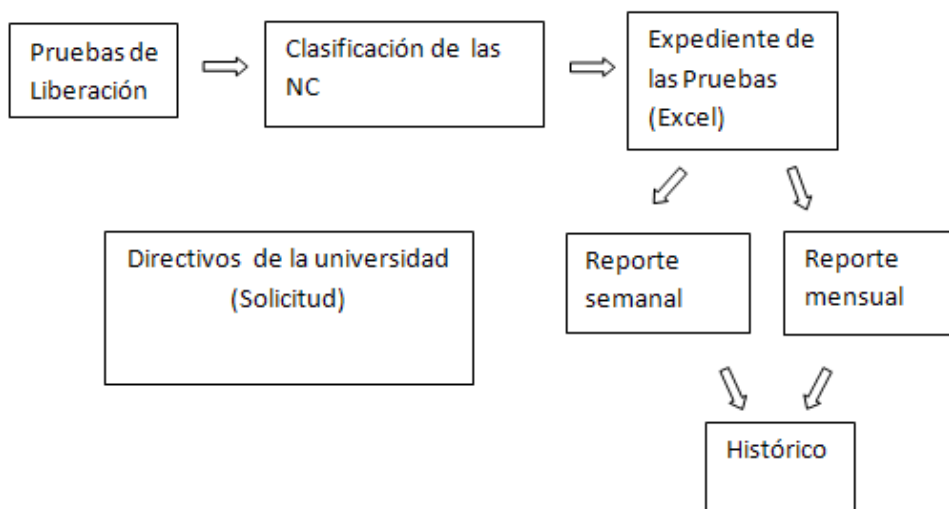 Pruebas de
Liberación
Clasificación de las
NC
Expediente de
las Pruebas
(Excel)
Directivos de la universidad
(Solicitud)
Reporte
semanal
Reporte
mensual
Histórico